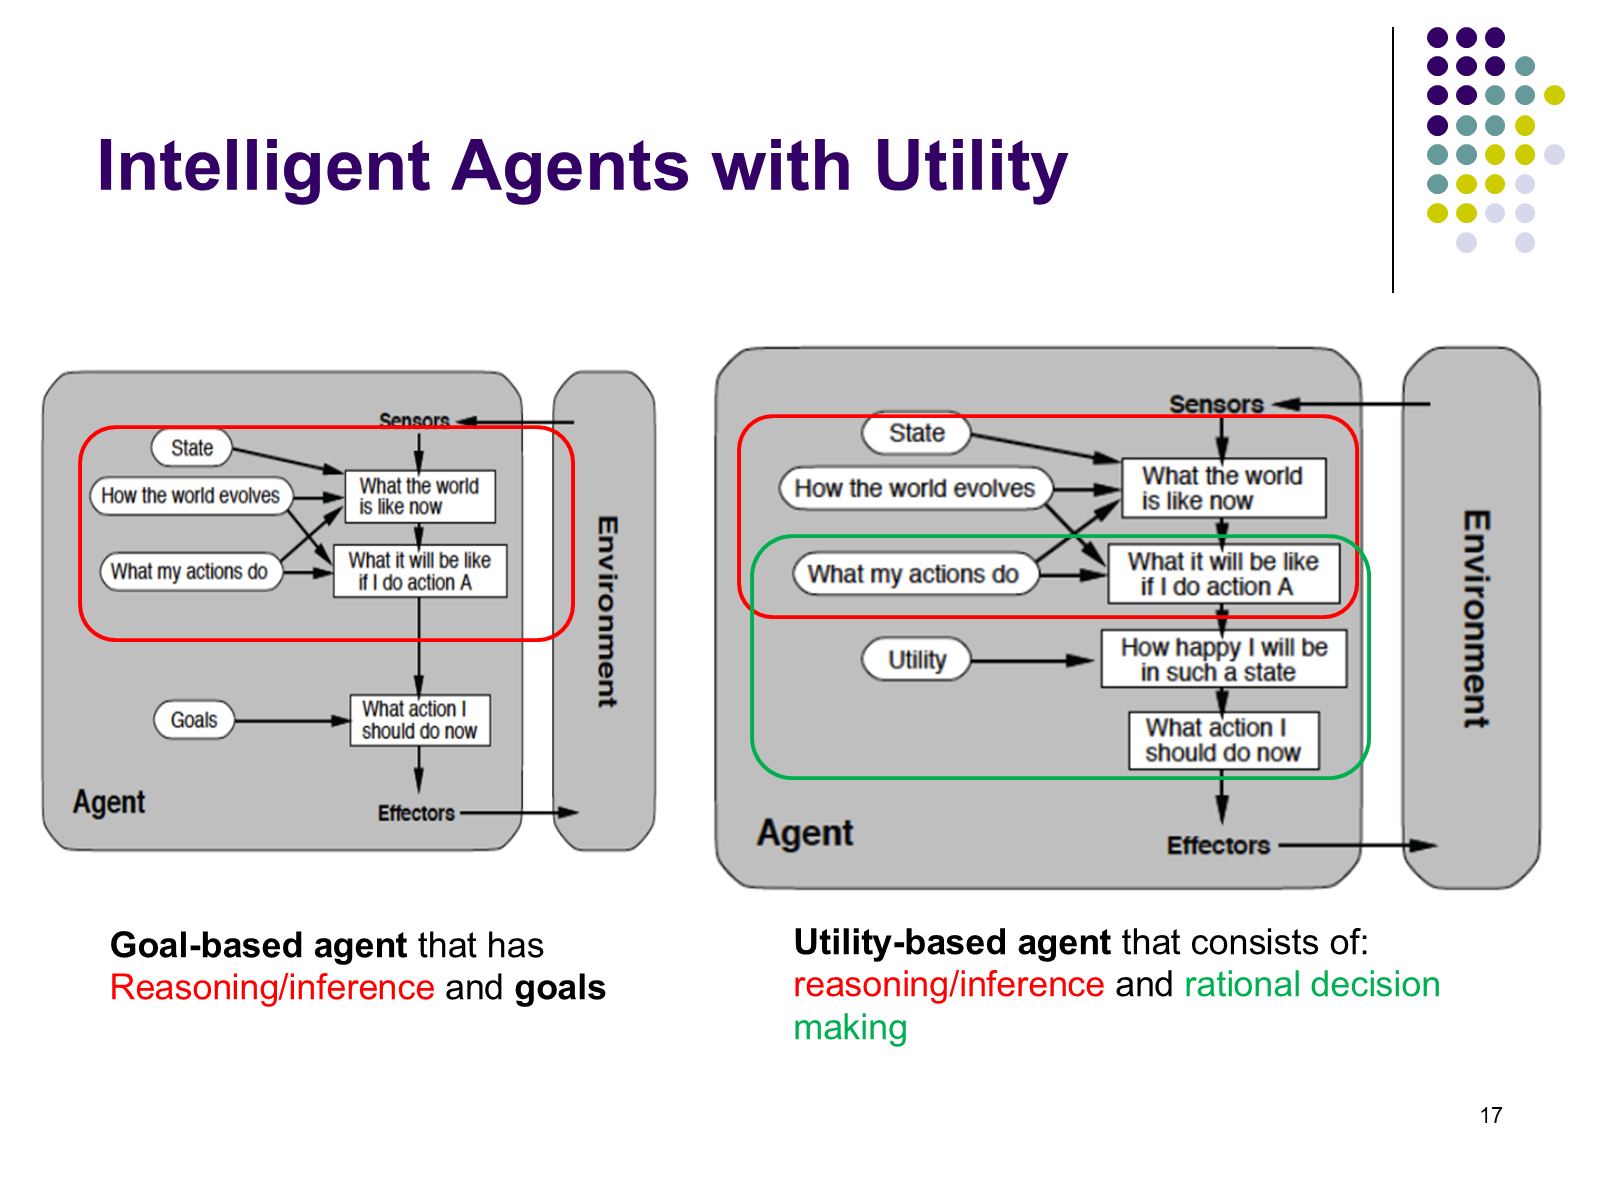 Intelligent Agents with Utility
Sensors
State
How the world evolves
What the world
is like now
What my actions do
What it will be like
if I do action A
Goals
What action I
should do now
Agent
Effectors
Environment
Sensors
State
How the world evolves
What the world
is like now
What my actions do
What it will be like
if I do action A
Utility
How happy I will be
in such a state
What action I
should do now
Agent
Effectors
Environment
Goal-based agent that has
Reasoning/inference and goals
Utility-based agent that consists of:
reasoning/inference and rational decision
making
17